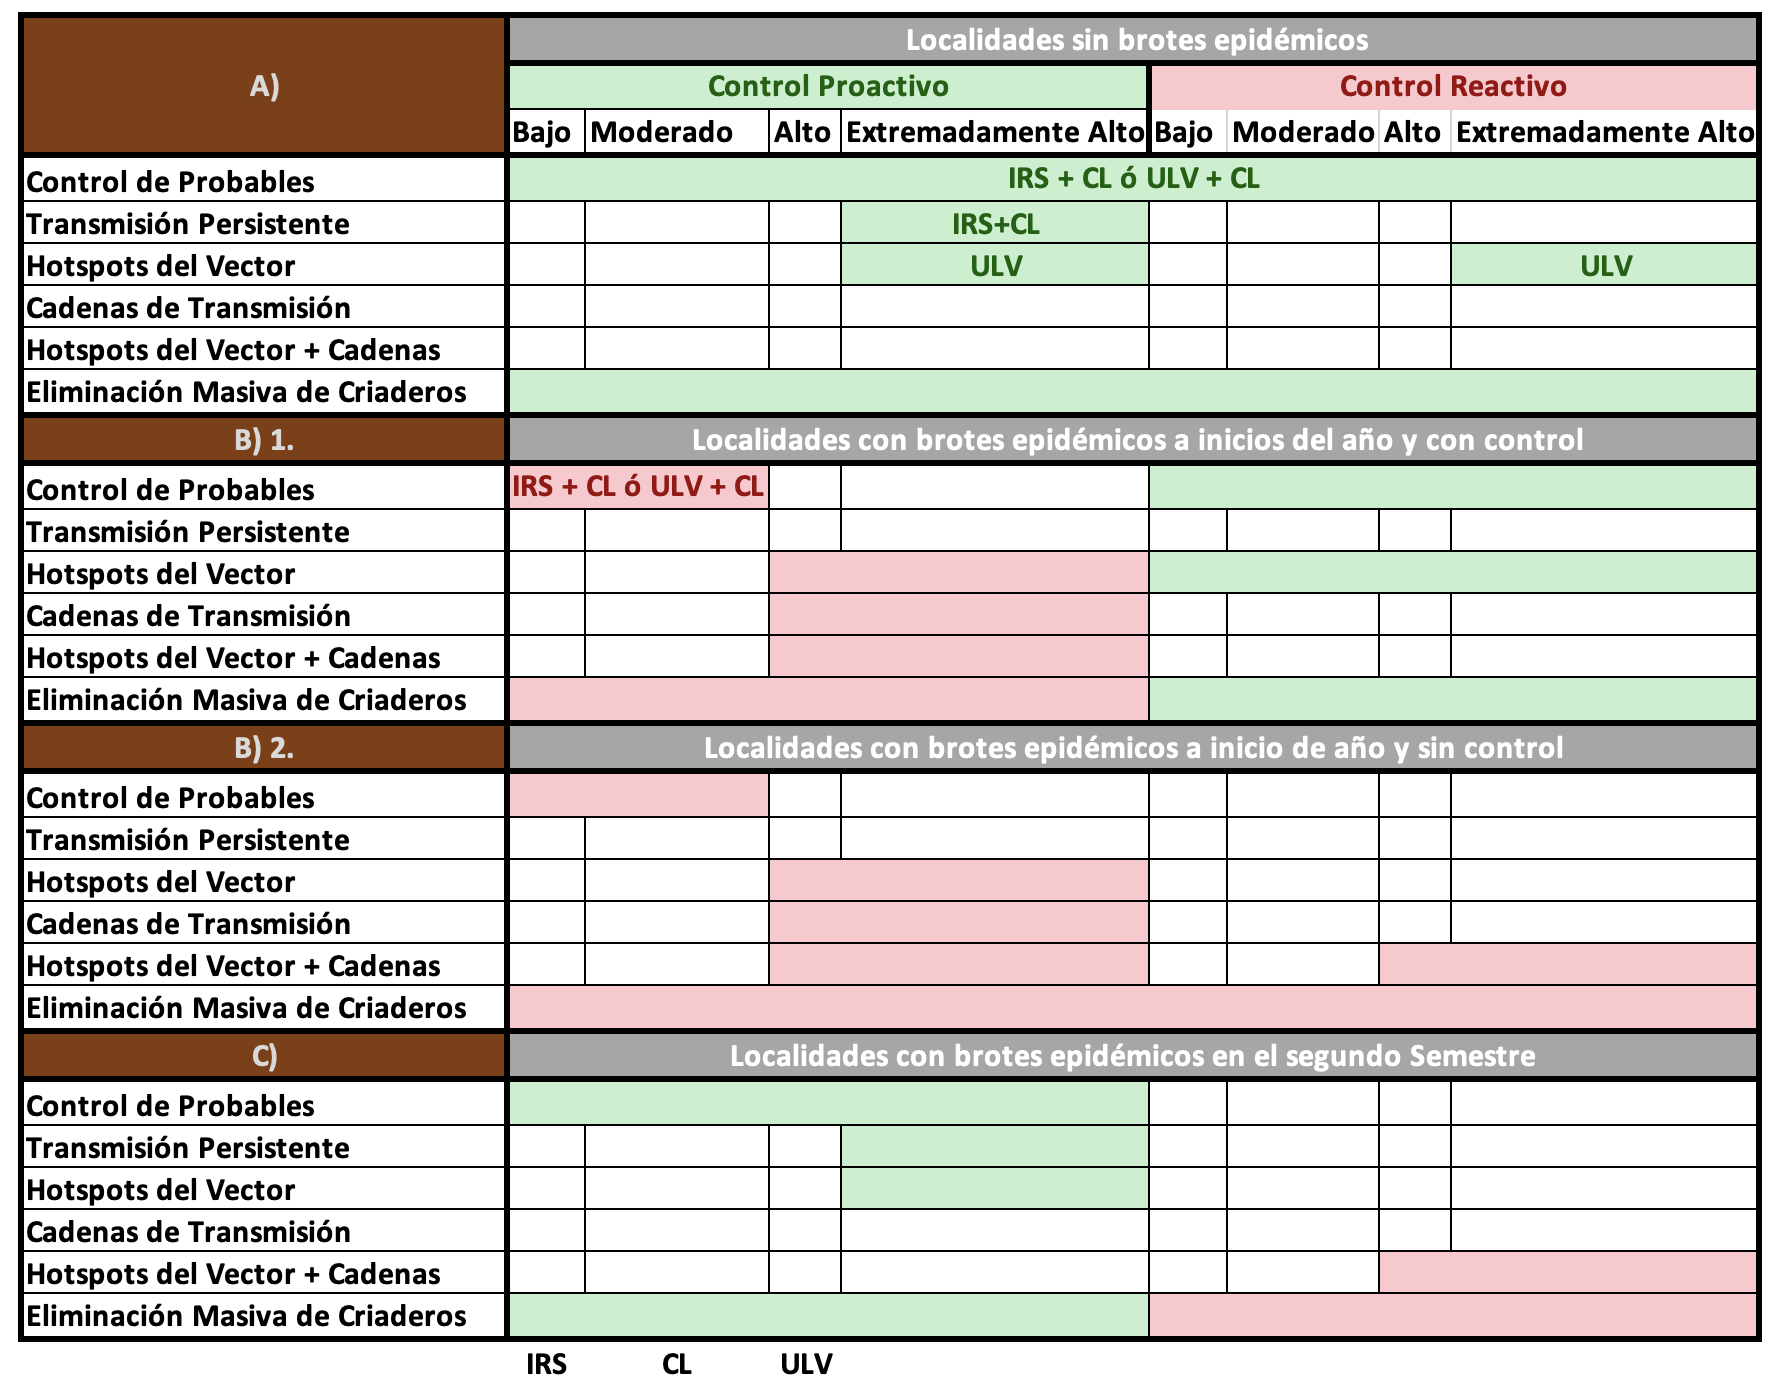 A)
Localidades sin brotes epidémicos
Control Proactivo Control Reactivo
Bajo Moderado Alto Extremadamente Alto Bajo Moderado Alto Extremadamente Alto
Control de Probables IRS + CL ó ULV + CL
Transmisión Persistente IRS+CL
Hotspots del Vector ULV ULV
Cadenas de Transmisión
Hotspots del Vector + Cadenas
Eliminación Masiva de Criaderos
B) 1. Localidades con brotes epidémicos a inicios del año y con control
Control de Probables IRS + CL ó ULV + CL
Transmisión Persistente
Hotspots del Vector
Cadenas de Transmisión
Hotspots del Vector + Cadenas
Eliminación Masiva de Criaderos
B) 2. Localidades con brotes epidémicos a inicio de año y sin control
Control de Probables
Transmisión Persistente
Hotspots del Vector
Cadenas de Transmisión
Hotspots del Vector + Cadenas
Eliminación Masiva de Criaderos
C) Localidades con brotes epidémicos en el segundo Semestre
Control de Probables
Transmisión Persistente
Hotspots del Vector
Cadenas de Transmisión
Hotspots del Vector + Cadenas
Eliminación Masiva de Criaderos
IRS CL ULV